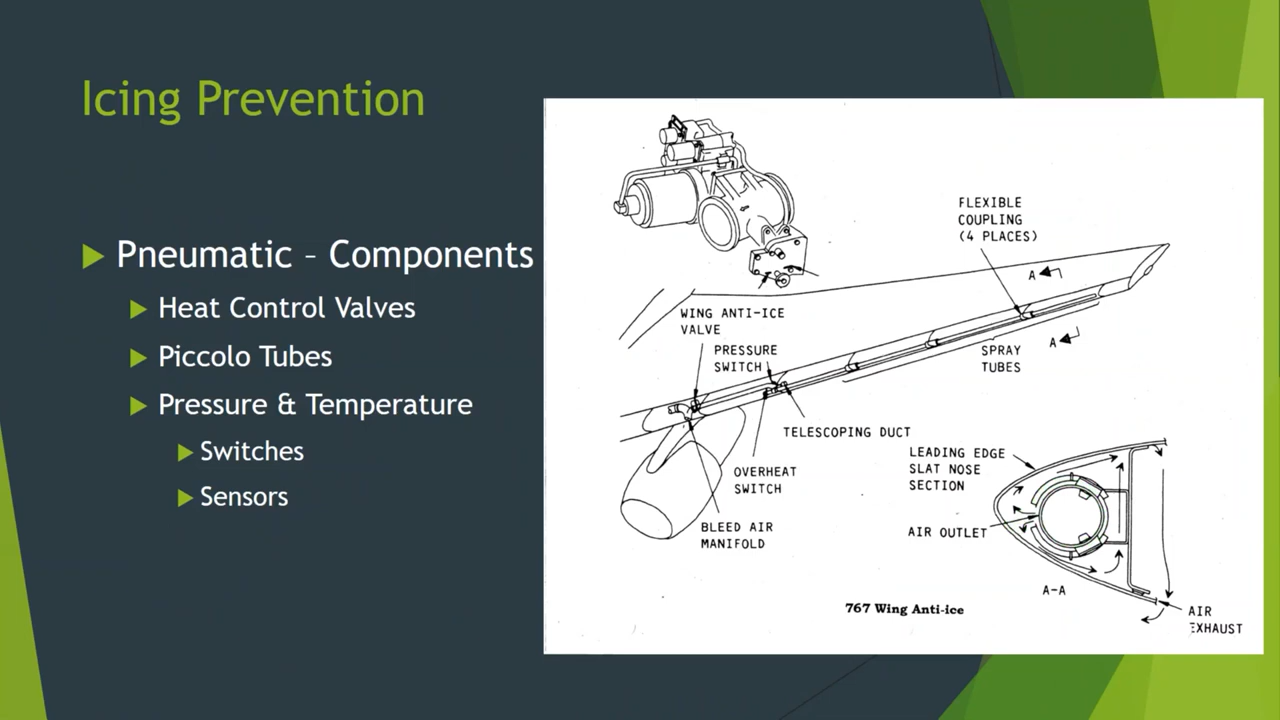 Icing Prevention
Pneumatic – Components
Heat Control Valves
Piccolo Tubes
Pressure & Temperature
Switches
Sensors
FLEXIBLE
COUPLING
(4 PLACES)
A
WING ANTI-ICE
VALVE
PRESSURE
SWITCH
A
SPRAY
TUBES
TELESCOPING DUCT
OVERHEAT
SWITCH
BLEED AIR
MANIFOLD
LEADING EDGE
SLAT NOSE
SECTION
AIR OUTLET
A-A
AIR
EXHAUST
767 Wing Anti-ice